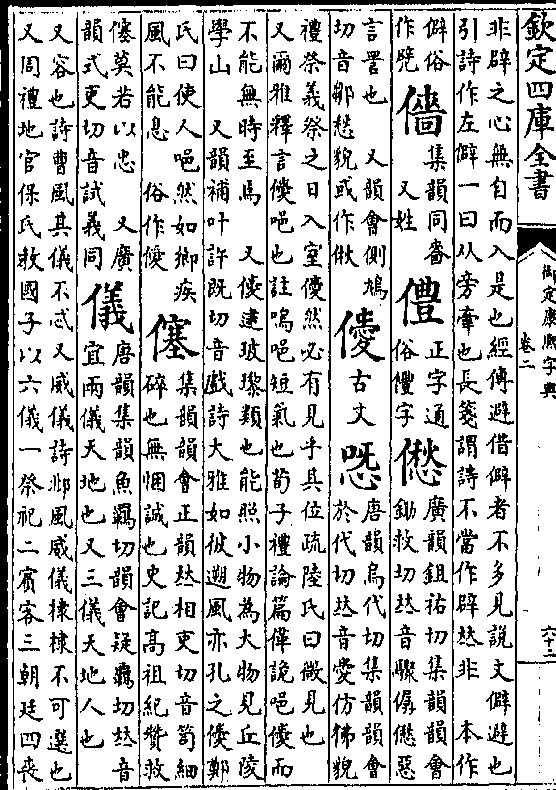 欽定四庫全書
御定康熙字典
卷二
非辟之心無自而入是也經傳避借僻者不多見說文僻避也
引詩作左僻一曰从旁牽也長箋謂詩不當作辟𠀤非　本作
僻俗
作
𠎸
集韻同嗇
又姓
僼
正字通
俗字
僽
廣韻鉏祐切集韻韻會
鋤救切𠀤音驟僝僽惡
言罵也　又韻會側鳩
切音鄒愁貌或作㑳
僾
古文
唐韻烏代切集韻韻會
於代切𠀤音愛仿佛貌
禮祭義祭之日入室僾然必有見乎其位疏陸氏曰微見也
又爾雅釋言僾唈也註嗚唈短氣也荀子禮論篇愅詭唈僾而
不能無時至焉　又僾逮玻瓈類也能照小物為大物見丘陵
學山　又韻補叶許既切音戲詩大雅如彼遡風亦孔之僾鄭
氏曰使人唈然如鄉疾
風不能息　俗作僾
僿
集韻韻會正韻𠀤相吏切音笥細
碎也無悃誠也史記高祖紀贊救
僿莫若以忠　又廣
韻式吏切音試義同
儀
唐韻集韻魚羈切韻會疑羈切𠀤音
宜兩儀天地也又三儀天地人也
又容也詩曹風其儀不忒又威儀詩邶風威儀棣棣不可選也
又周禮地官保氏教國子以六儀一祭祀二賓客三朝廷四喪